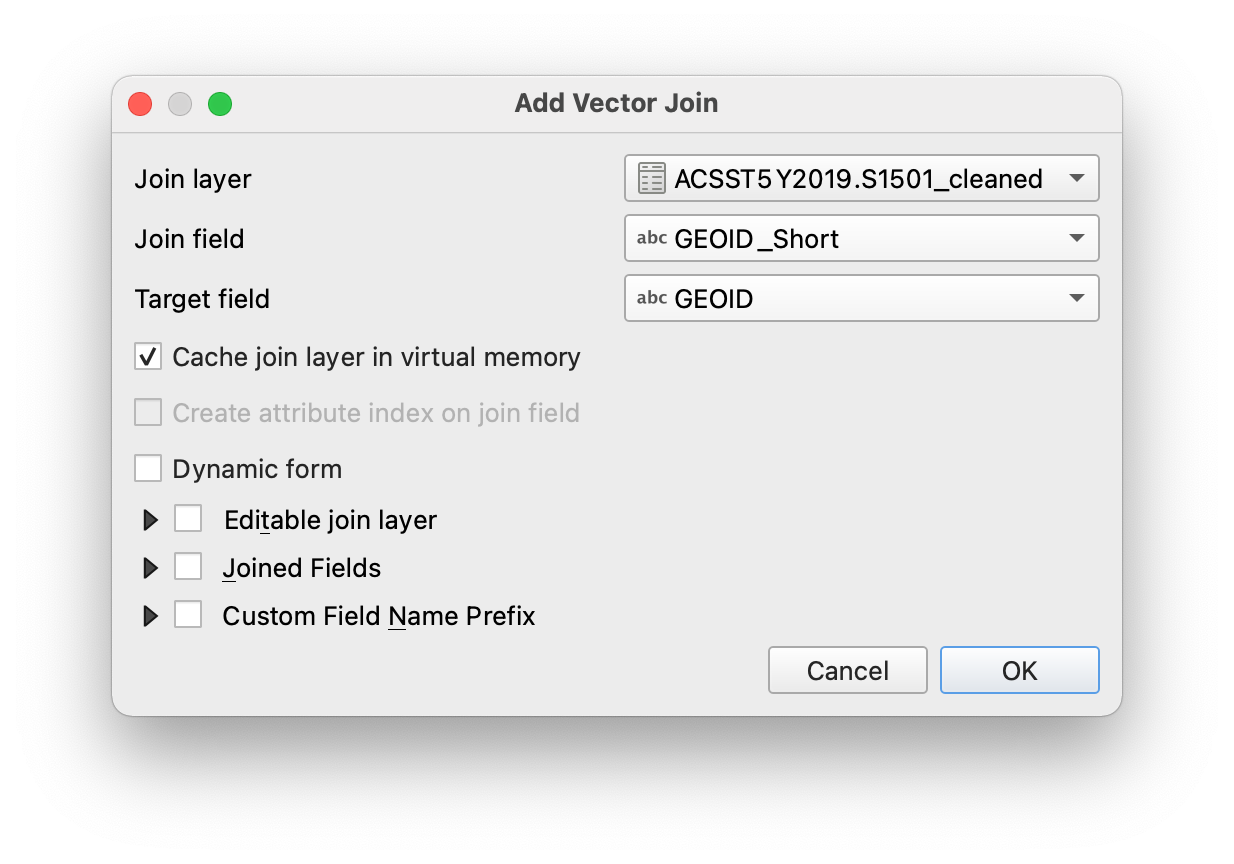 Add Vector Join
Join layer ACSST5Y2019.S1501_cleaned
Join field abc GEOID_Short
Target field abc GEOID
Cache join layer in virtual memory
Create attribute index on join field
Dynamic form
Editable join layer
Joined Fields
Custom Field Name Prefix
Cancel OK